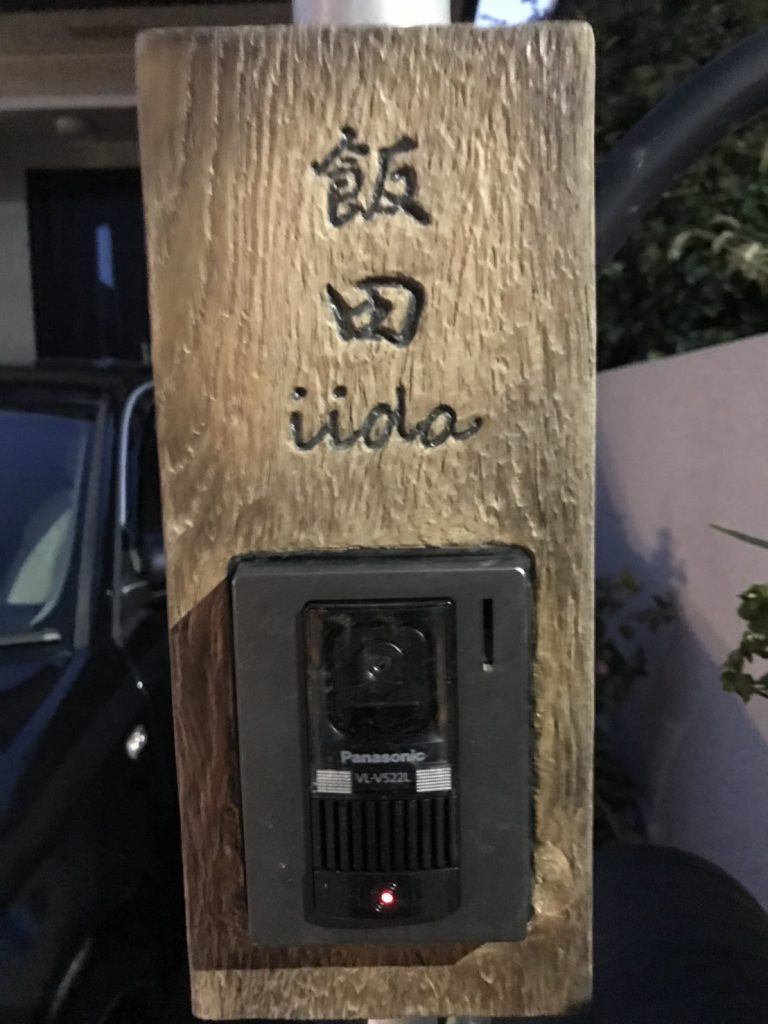 飯
田
iida
Panasonic
VL-V522L